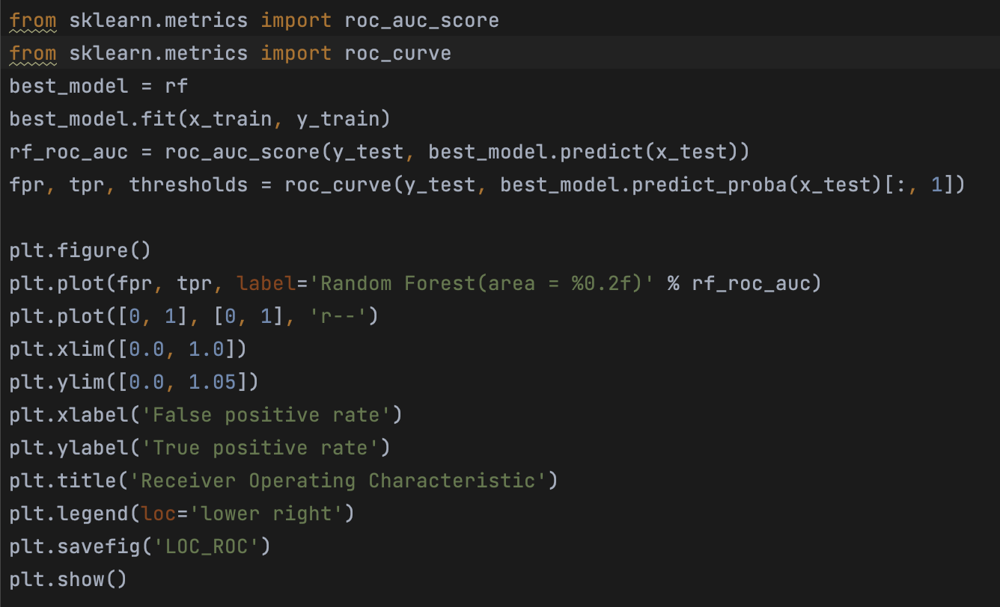 from sklearn.metrics import roc_auc_score
from sklearn.metrics import roc_curve
best_model = rf
best_model.fit(x_train, y_train)
rf_roc_auc = roc_auc_score(y_test, best_model.predict(x_test))
fpr, tpr, thresholds = roc_curve(y_test, best_model.predict_proba(x_test)[:, 1])
plt.figure()
plt.plot(fpr, tpr, label='Random Forest(area = %0.2f)' % rf_roc_auc)
plt.plot([0, 1], [0, 1], 'r--')
plt.xlim([0.0, 1.0])
plt.ylim([0.0, 1.05])
plt.xlabel('False positive rate')
plt.ylabel('True positive rate')
plt.title('Receiver Operating Characteristic')
plt.legend(loc='lower right')
plt.savefig('LOC_ROC')
plt.show()